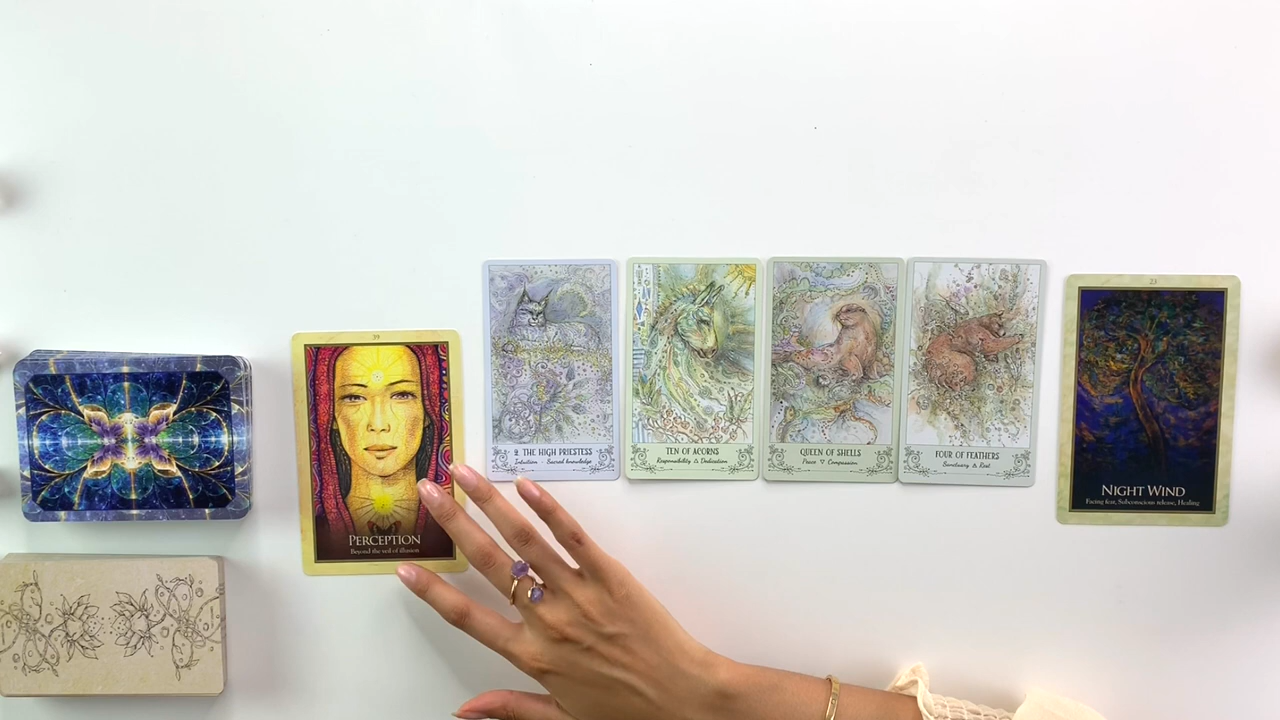 39
PERCEPTION
Beyond the veil of illusion
2. THE HIGH PRIESTESS
Intuition Sacred knowledge
TEN OF ACORNS
Responsibility & Dedication
QUEEN OF SHELLS
Peace ♡ Compassion
FOUR OF FEATHERS
Sanctuary & Rest
23
NIGHT WIND
Facing fear, Subconscious release, Healing